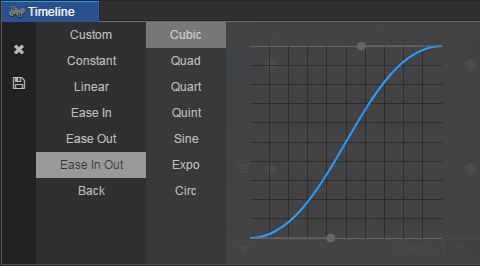 Timeline
Custom
Constant
Linear
Ease In
Ease Out
Ease In Out
Back
Cubic
Quad
Quart
Quint
Sine
Expo
Circ